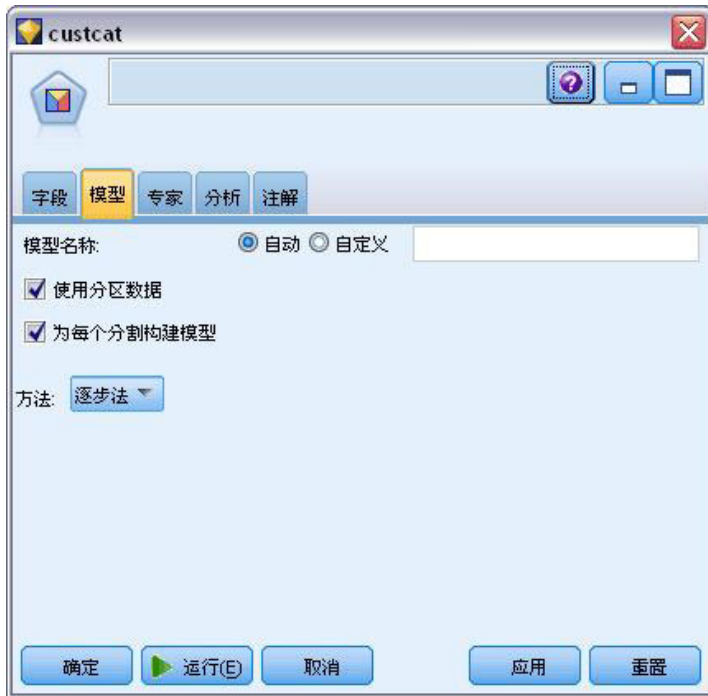 custcat
字段 模型 专家 分析 注解
模型名称: 自动 自定义
使用分区数据
为每个分割构建模型
方法: 逐步法
确定 运行(E) 取消 应用 重置